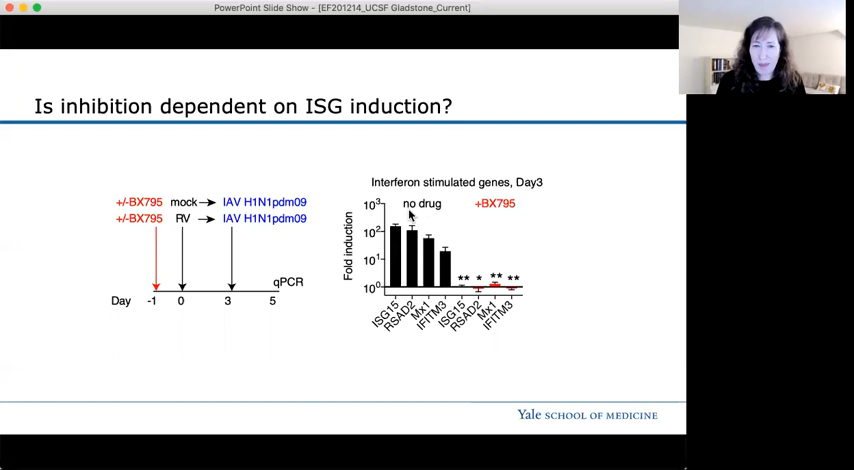 PowerPoint Slide Show - [EF201214_UCSF Gladstone_Current]
Is inhibition dependent on ISG induction?
+/-BX795 mock → IAV H1N1pdm09
+/-BX795 RV → IAV H1N1pdm09
qPCR
Day -1 0 3 5
Interferon stimulated genes, Day3
no drug +BX795
Fold induction
10³
10²
10¹
10⁰
** * ** **
ISG15 RSAD2 Mx1 IFITM3 ISG15 RSAD2 Mx1 IFITM3
Yale SCHOOL OF MEDICINE